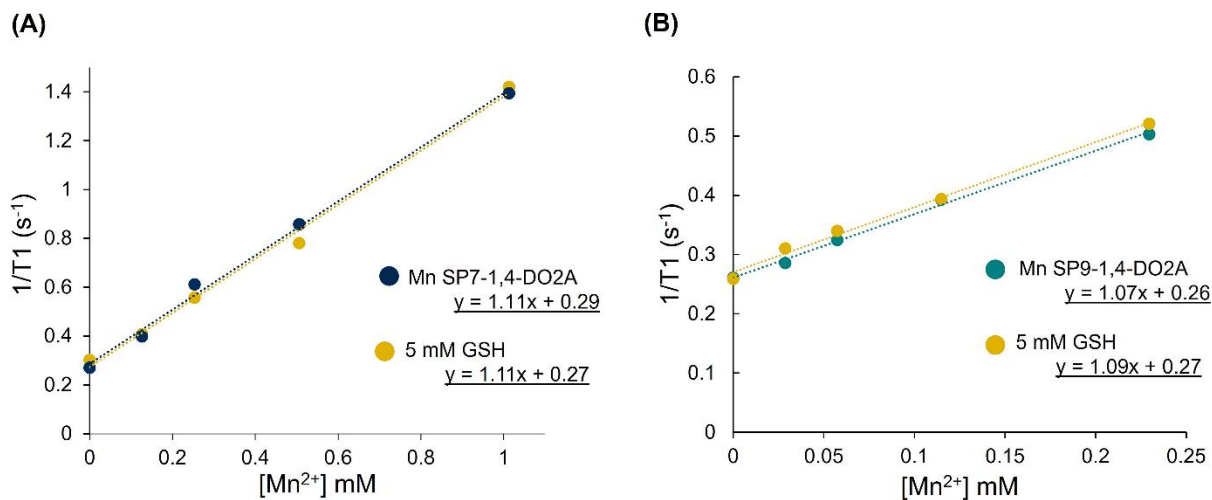 (A)
1/T1 (s-1)
1.4
1.2
1
0.8
0.6
0.4
0.2
0
0
0.2
0.4
0.6
0.8
1
[Mn2+] mM
Mn SP7-1,4-DO2A
y = 1.11x + 0.29
5 mM GSH
y = 1.11x + 0.27
(B)
1/T1 (s-1)
0.6
0.5
0.4
0.3
0.2
0.1
0
0
0.05
0.1
0.15
0.2
0.25
[Mn2+] mM
Mn SP9-1,4-DO2A
y = 1.07x + 0.26
5 mM GSH
y = 1.09x + 0.27